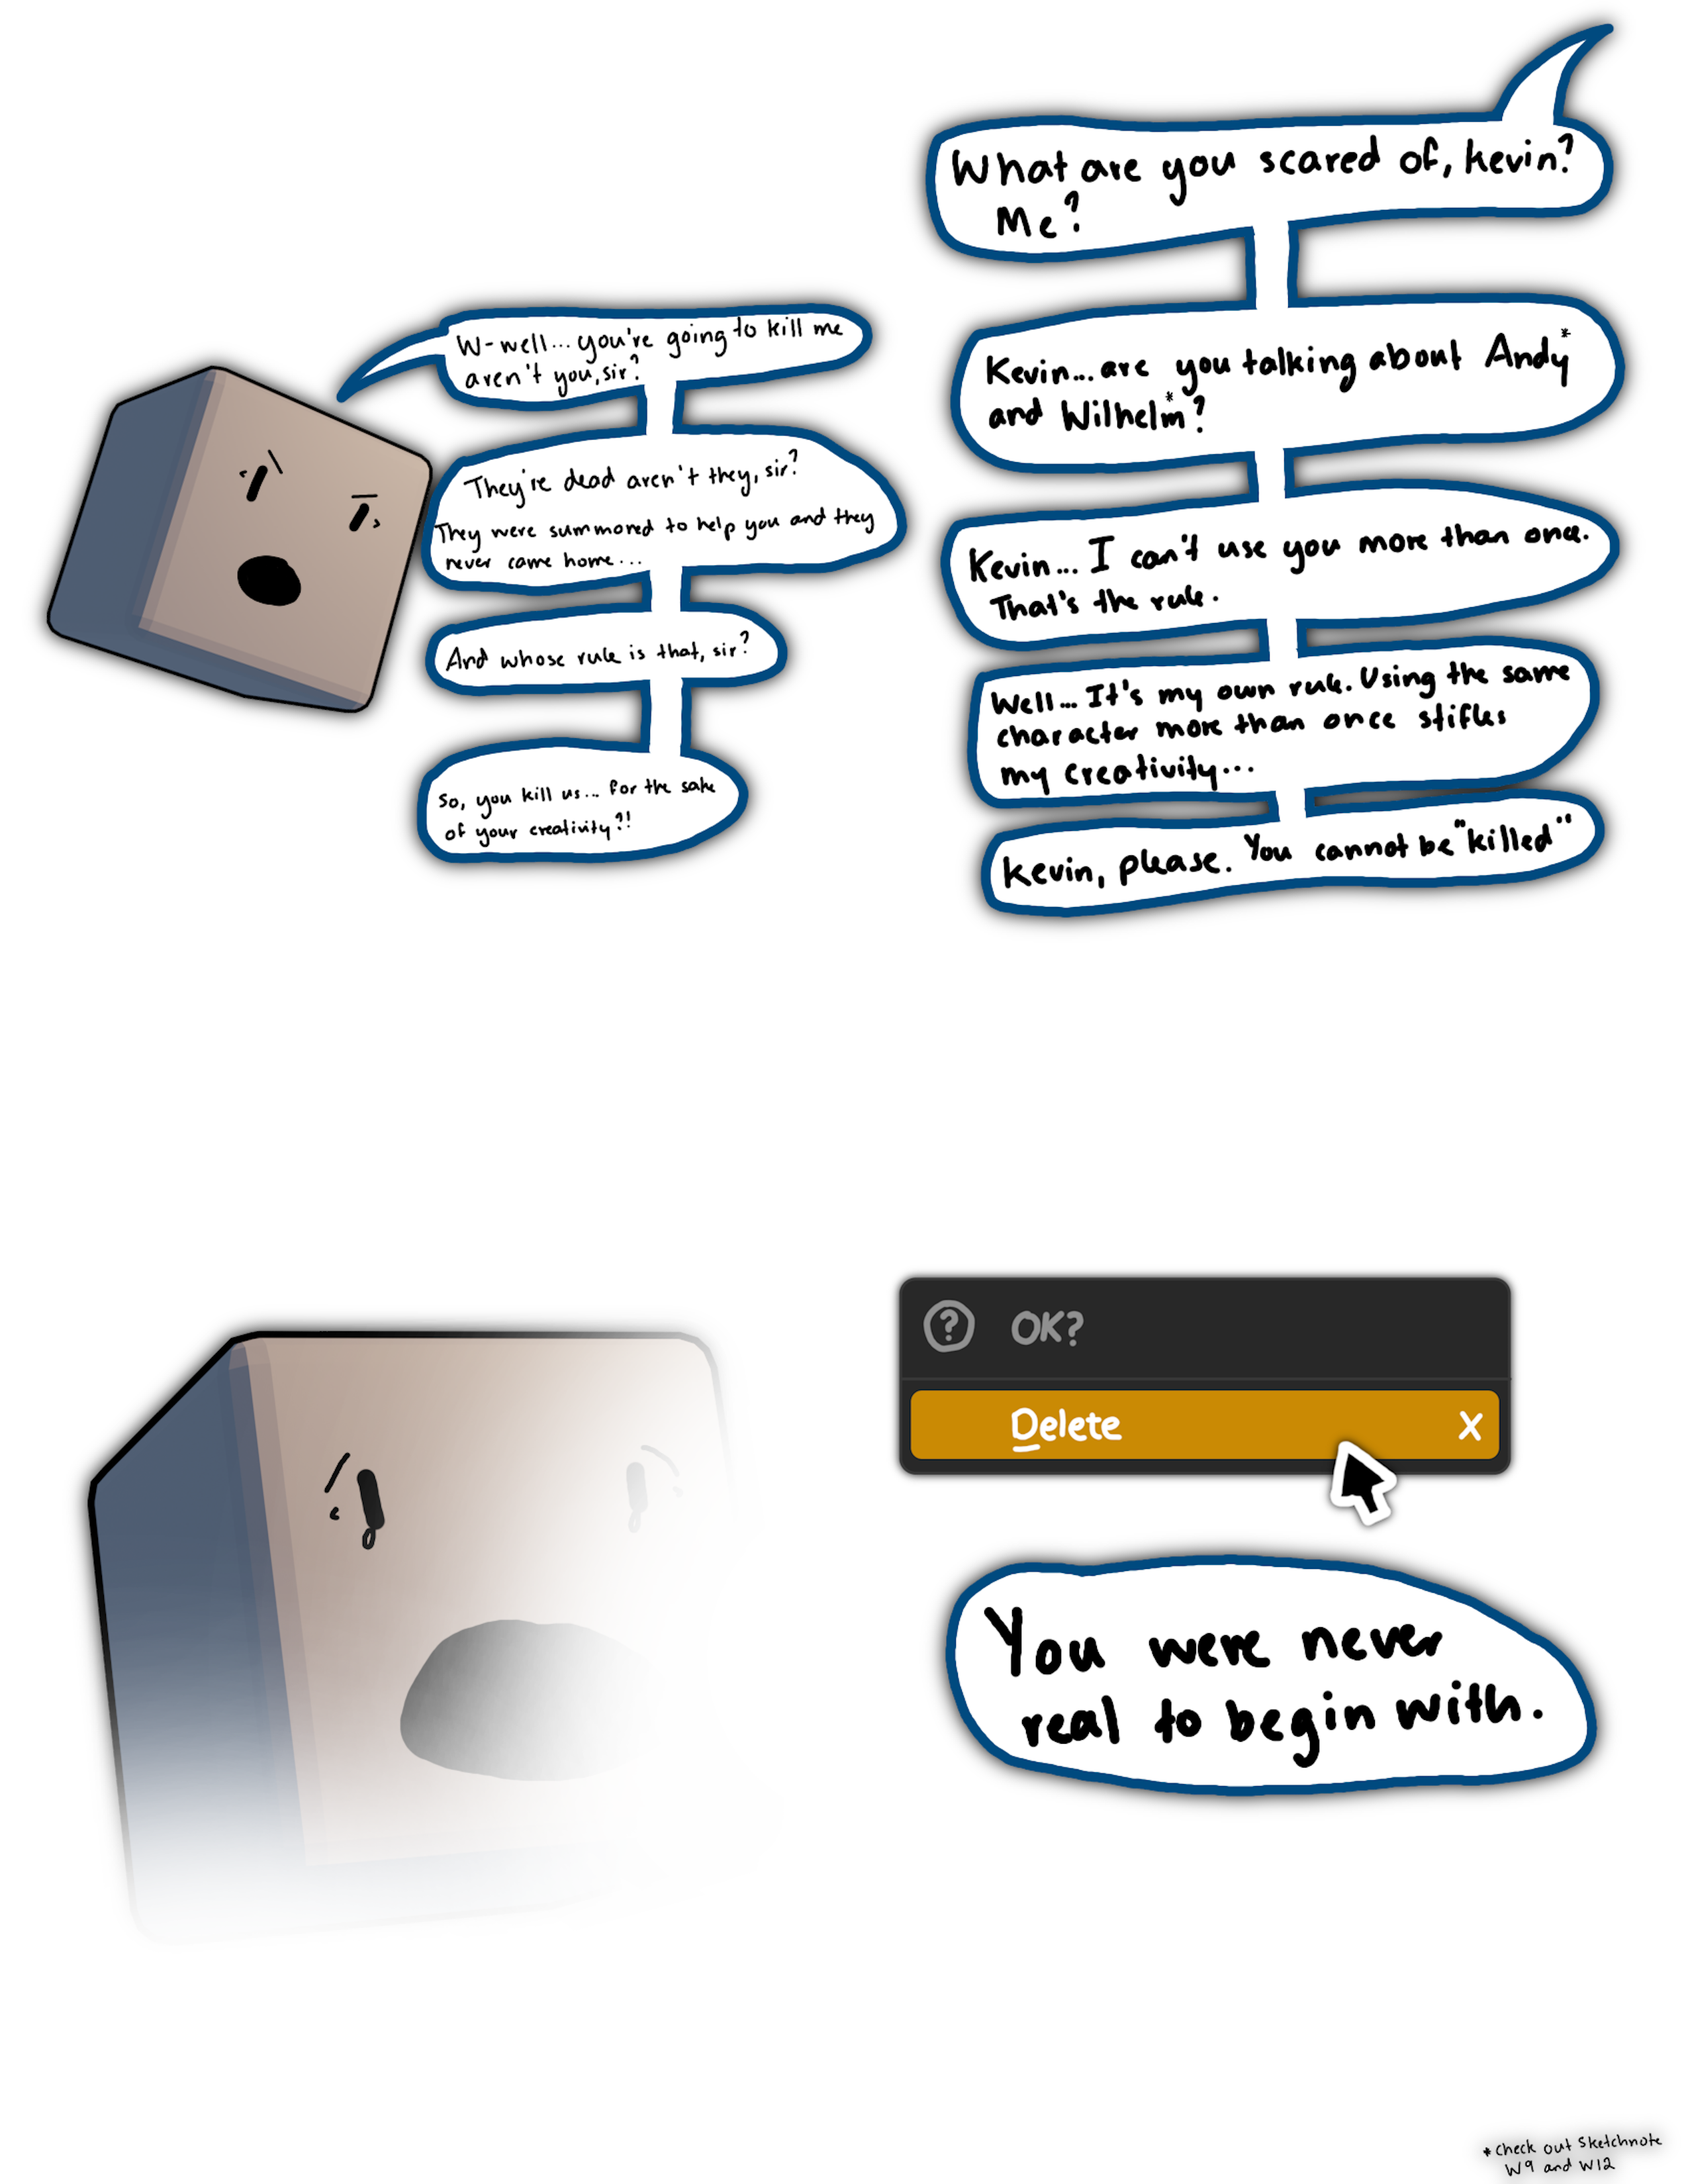 What are you scared of, kevin?
Me?
W-well... you're going to kill me
aren't you, sir?
Kevin... are you talking about Andy*
and Wilhelm*?
They're dead aren't they, sir?
They were summoned to help you and they
never came home...
Kevin... I can't use you more than once.
That's the rule.
And whose rule is that, sir?
Well... It's my own rule. Using the same
character more than once stifles
my creativity...
So, you kill us... for the sake
of your creativity?!
Kevin, please. You cannot be "killed"
OK?
Delete X
You were never
real to begin with.
*check out Sketchnote
W9 and W12